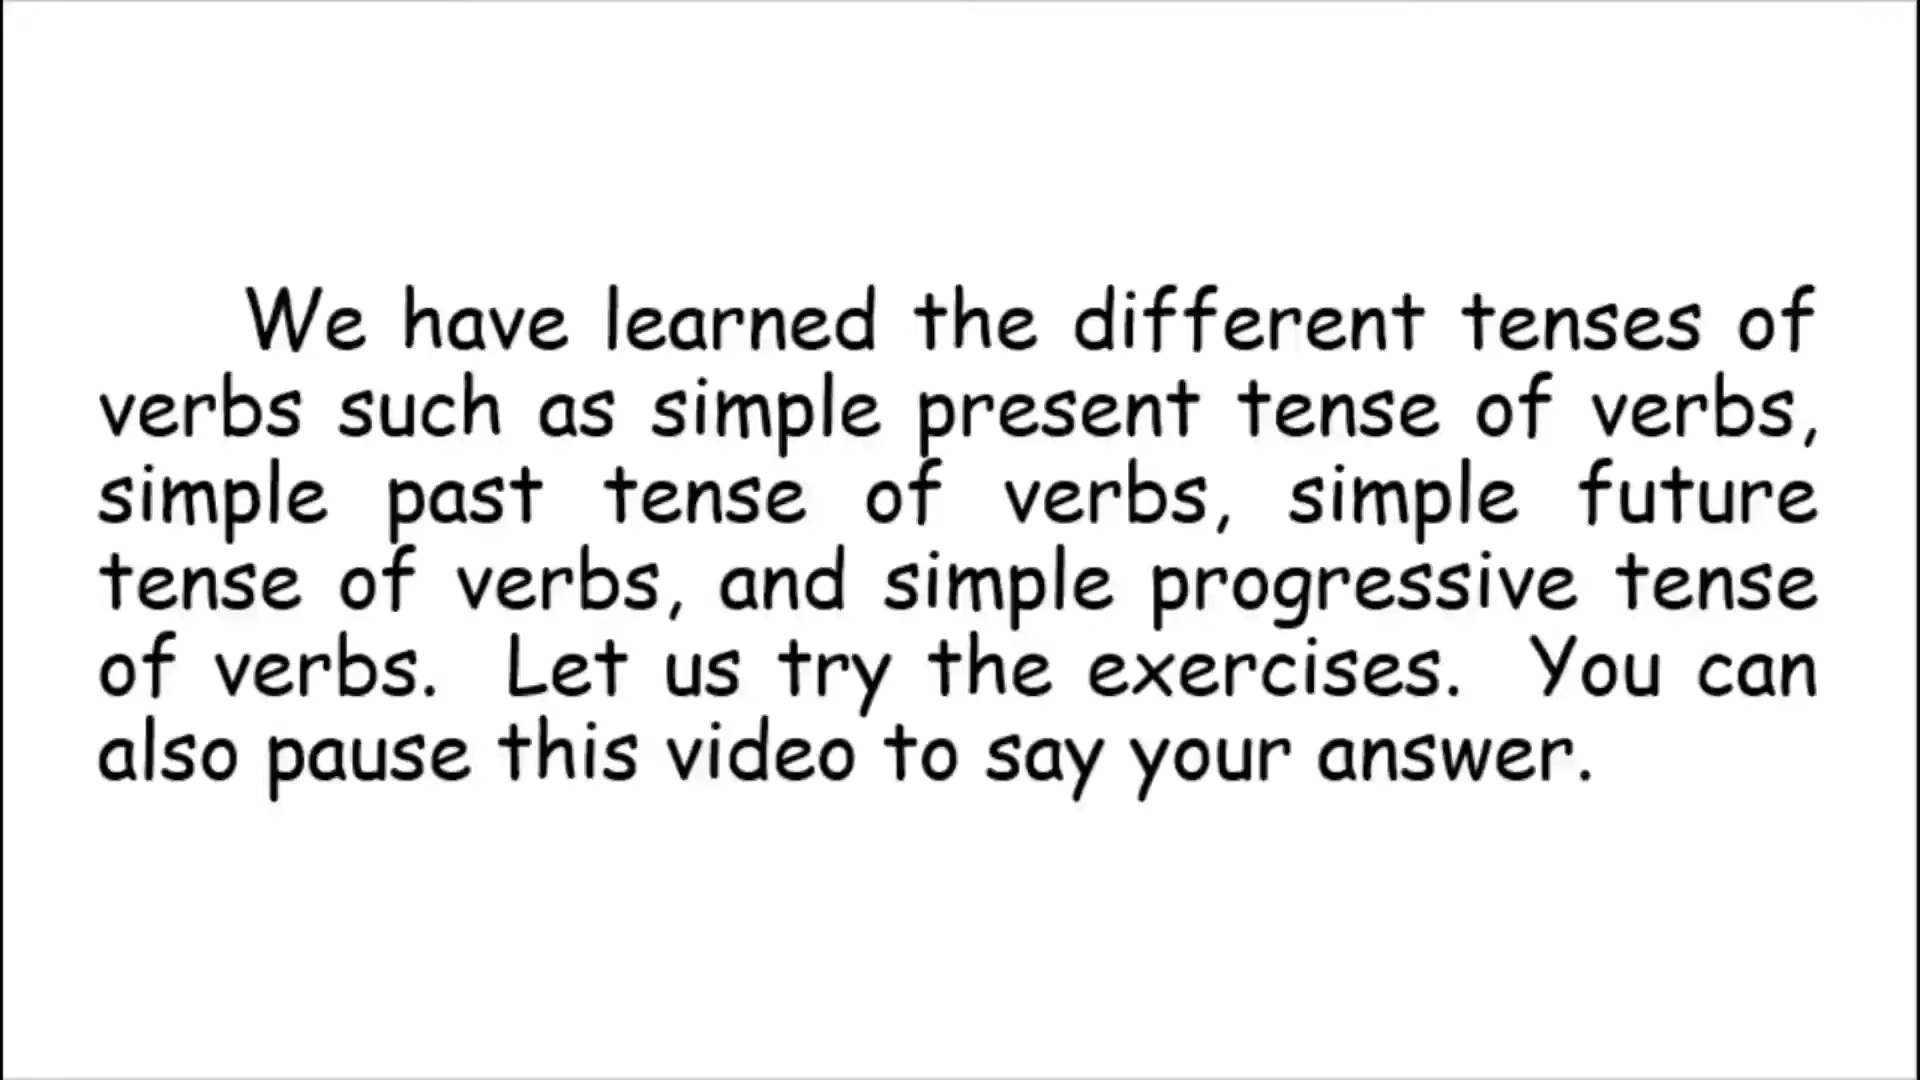 We have learned the different tenses of
verbs such as simple present tense of verbs,
simple past tense of verbs, simple future
tense of verbs, and simple progressive tense
of verbs. Let us try the exercises. You can
also pause this video to say your answer.